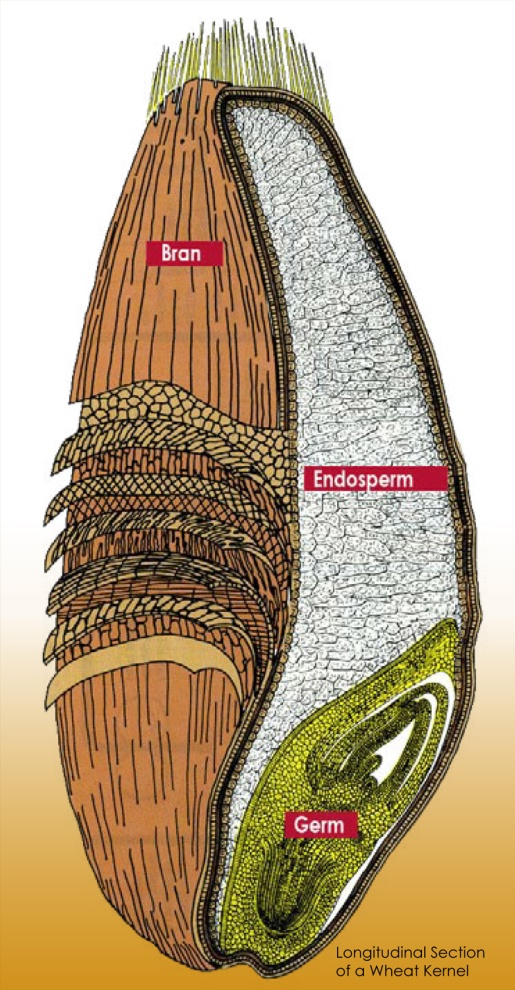 Bran
Endosperm
Germ
Longitudinal Section
of a Wheat Kernel